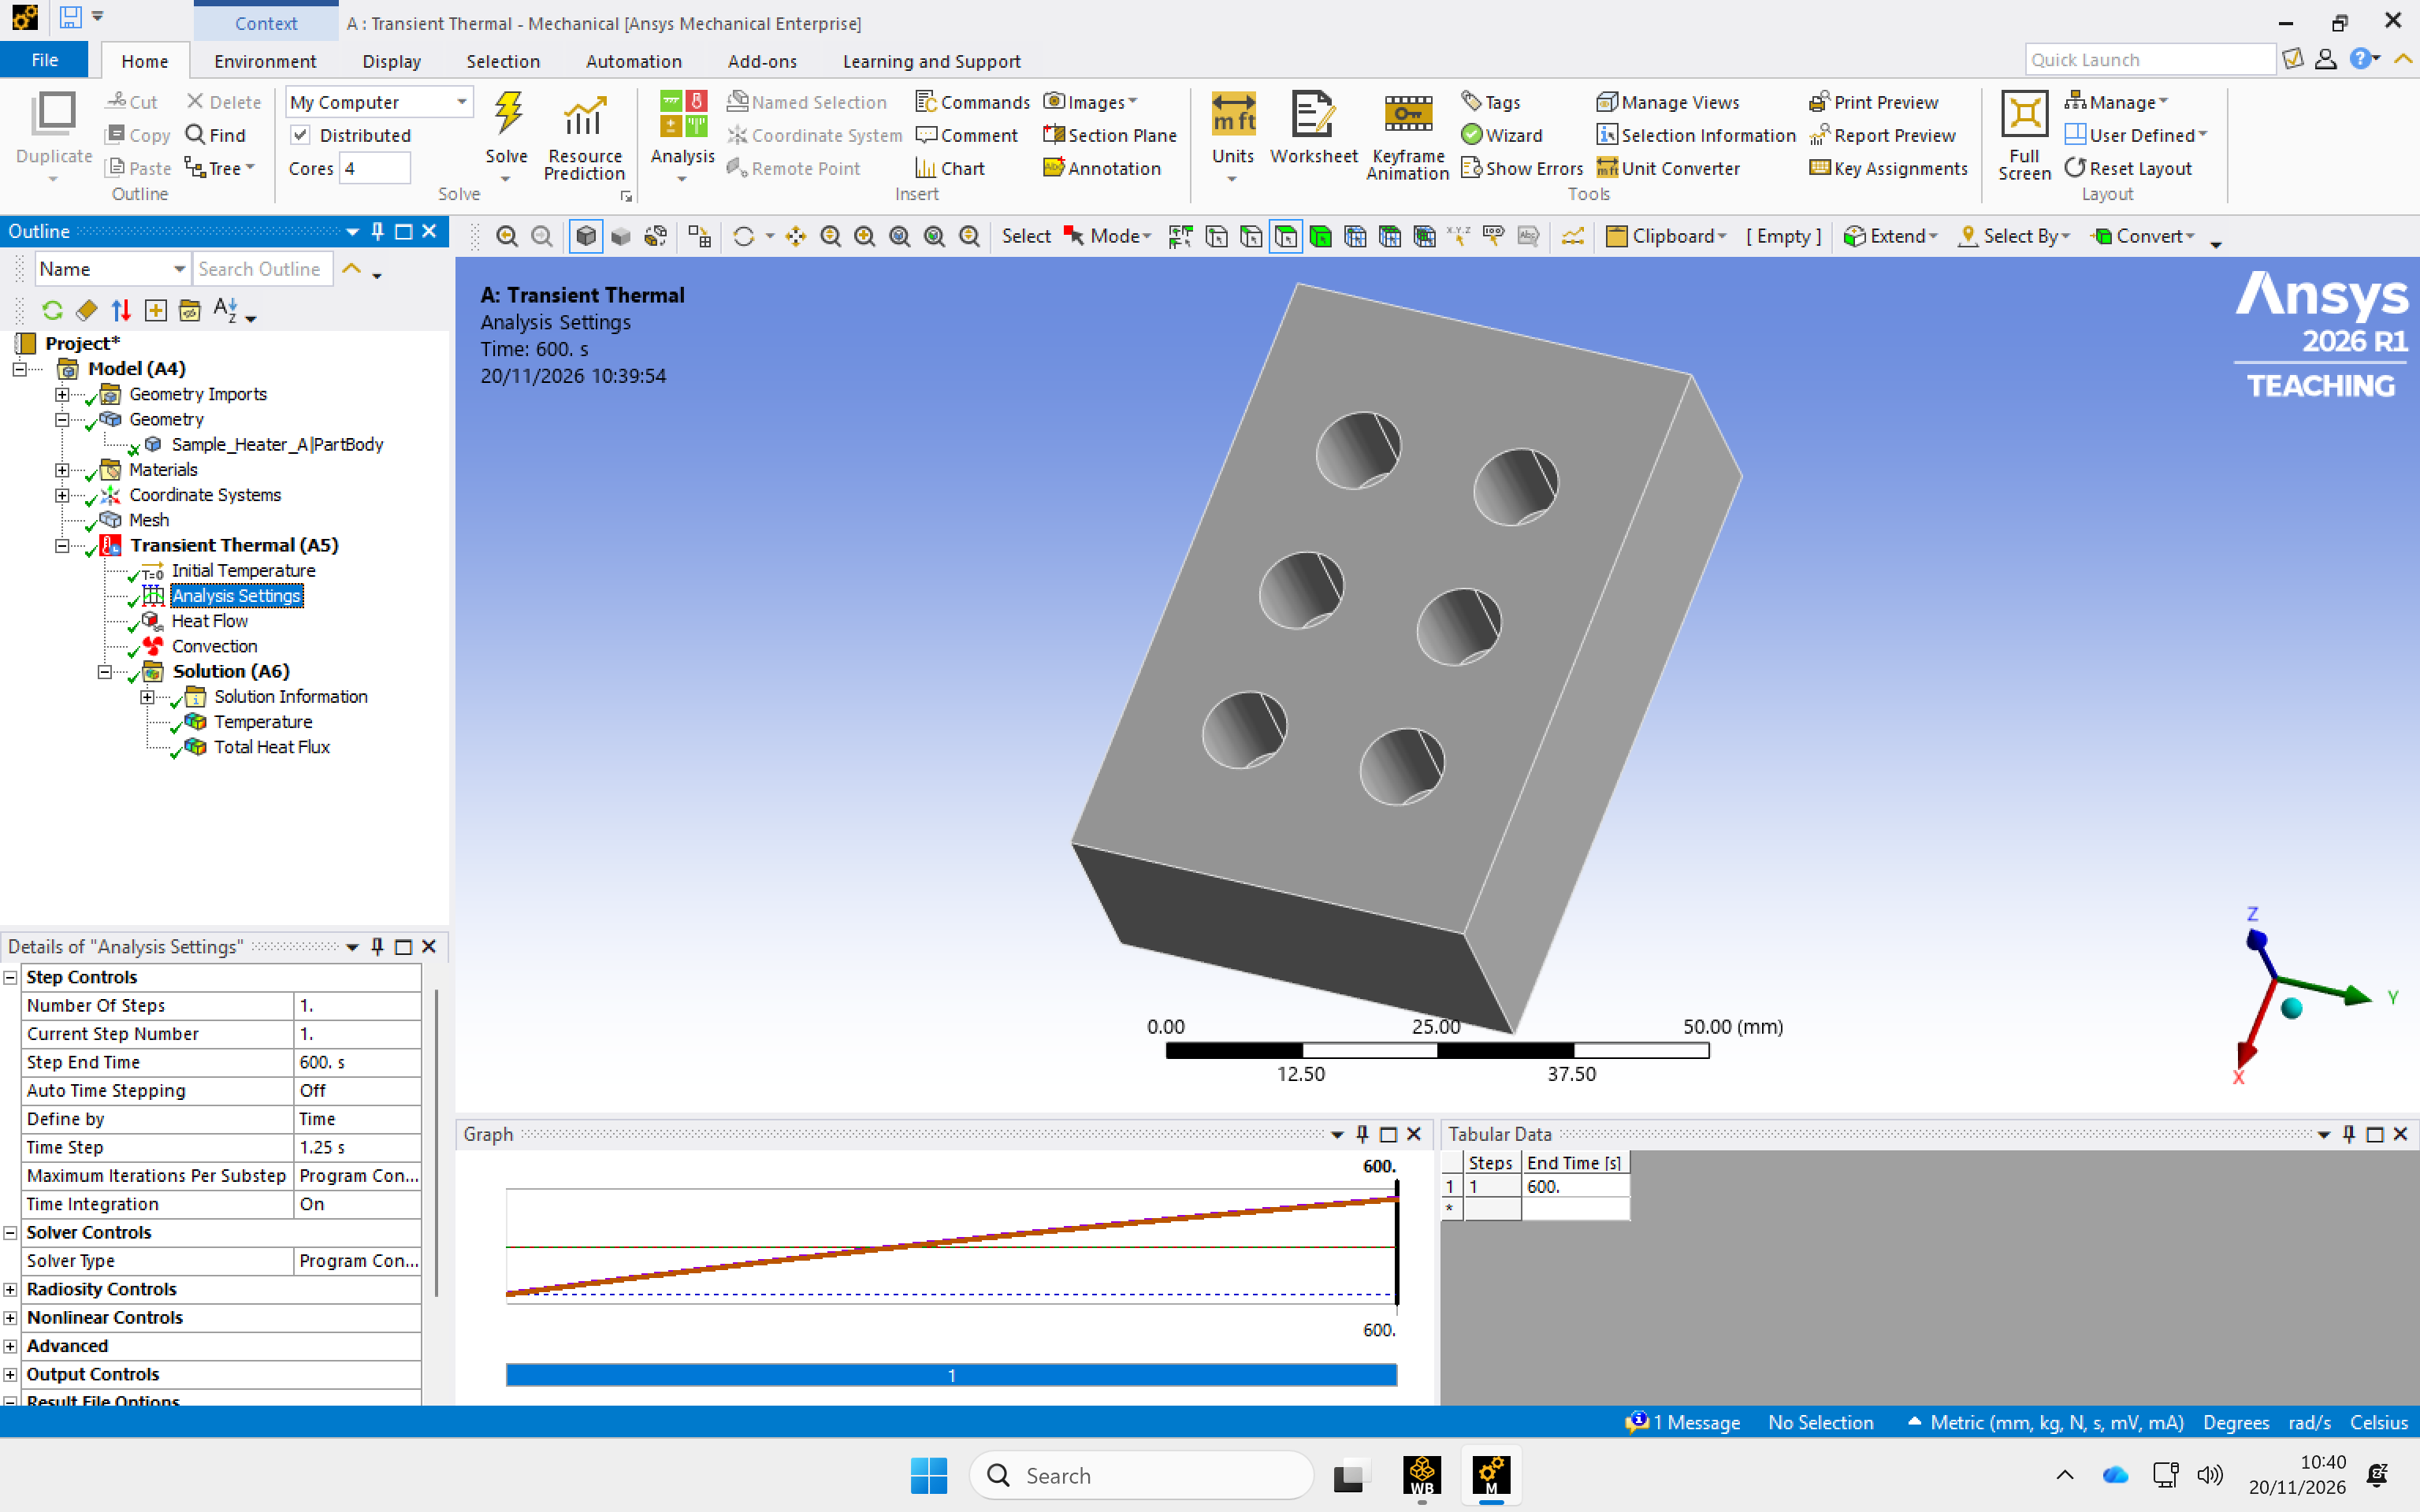 Context
A : Transient Thermal - Mechanical [Ansys Mechanical Enterprise]
File
Home
Environment
Display
Selection
Automation
Add-ons
Learning and Support
Quick Launch
Duplicate
Cut
Copy
Paste
Delete
Find
Tree
Outline
My Computer
Distributed
Cores
4
Solve
Resource
Prediction
Solve
Analysis
Named Selection
Coordinate System
Remote Point
Commands
Comment
Chart
Images
Section Plane
Annotation
Insert
Units
Worksheet
Keyframe
Animation
Tags
Wizard
Show Errors
Manage Views
Selection Information
Unit Converter
Print Preview
Report Preview
Key Assignments
Tools
Full
Screen
Manage
User Defined
Reset Layout
Layout
Outline
Name
Search Outline
Select
Mode
Clipboard
[ Empty ]
Extend
Select By
Convert
Project*
Model (A4)
Geometry Imports
Geometry
Sample_Heater_A|PartBody
Materials
Coordinate Systems
Mesh
Transient Thermal (A5)
Initial Temperature
Analysis Settings
Heat Flow
Convection
Solution (A6)
Solution Information
Temperature
Total Heat Flux
A: Transient Thermal
Analysis Settings
Time: 600. s
20/11/2026 10:39:54
Ansys
2026 R1
TEACHING
0.00
25.00
50.00 (mm)
12.50
37.50
Z
Y
X
Details of "Analysis Settings"
Step Controls
Number Of Steps 1.
Current Step Number 1.
Step End Time 600. s
Auto Time Stepping Off
Define by Time
Time Step 1.25 s
Maximum Iterations Per Substep Program Con...
Time Integration On
Solver Controls
Solver Type Program Con...
Radiosity Controls
Nonlinear Controls
Advanced
Output Controls
Result File Options
Graph
600.
600.
1
Tabular Data
Steps End Time [s]
1 1 600.
*
1 Message
No Selection
Metric (mm, kg, N, s, mV, mA)
Degrees
rad/s
Celsius
Search
WB
M
10:40
20/11/2026